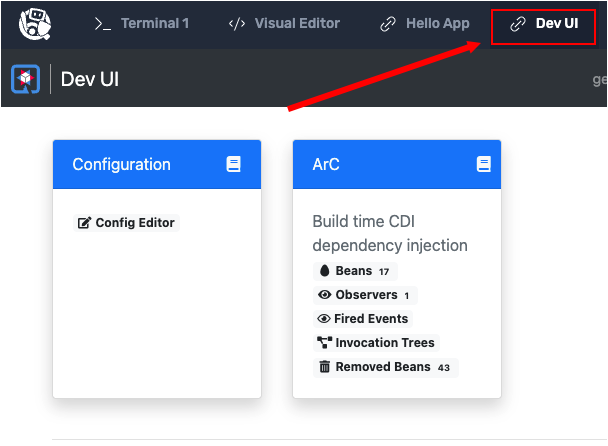 Terminal 1 Visual Editor Hello App Dev UI
Dev UI ge
Configuration
Config Editor
ArC
Build time CDI
dependency injection
Beans 17
Observers 1
Fired Events
Invocation Trees
Removed Beans 43